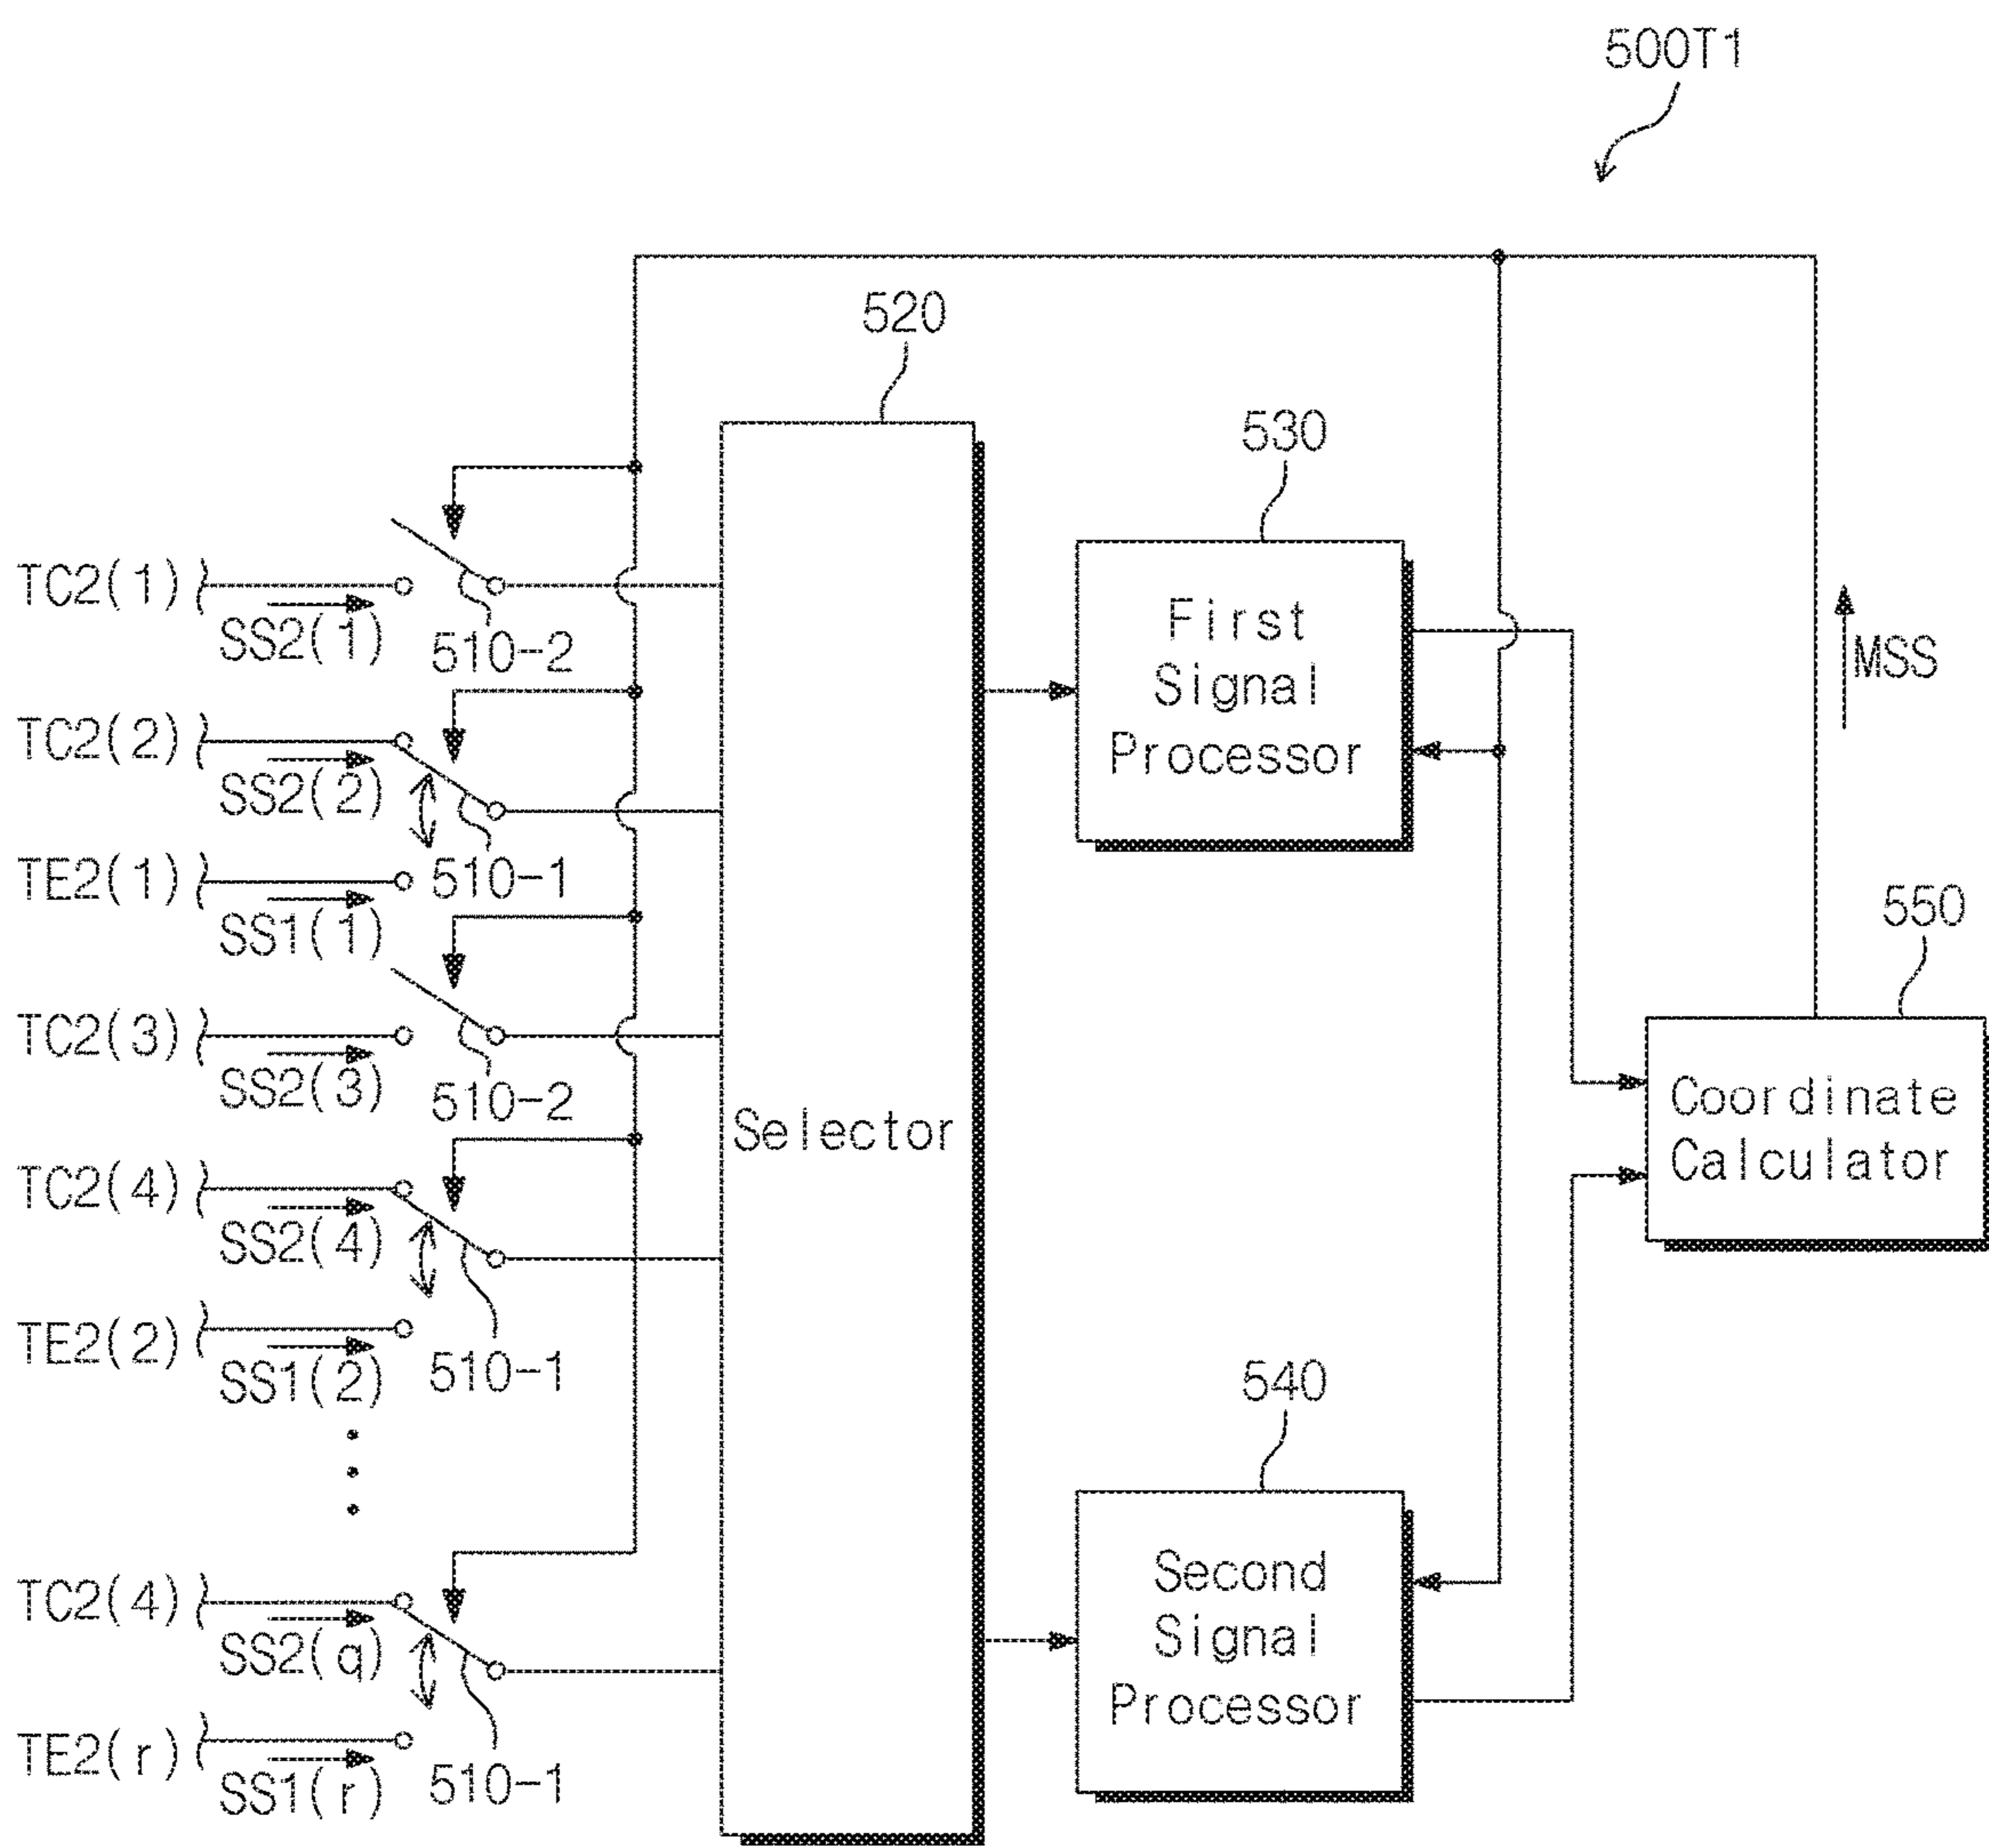 500T1
520
530
TC2(1)
SS2(1)
510-2
First
Signal
Processor
MSS
TC2(2)
SS2(2)
510-1
TE2(1)
SS1(1)
550
TC2(3)
SS2(3)
510-2
Selector
Coordinate
Calculator
TC2(4)
SS2(4)
510-1
TE2(2)
SS1(2)
540
TC2(4)
SS2(q)
510-1
Second
Signal
Processor
TE2(r)
SS1(r)